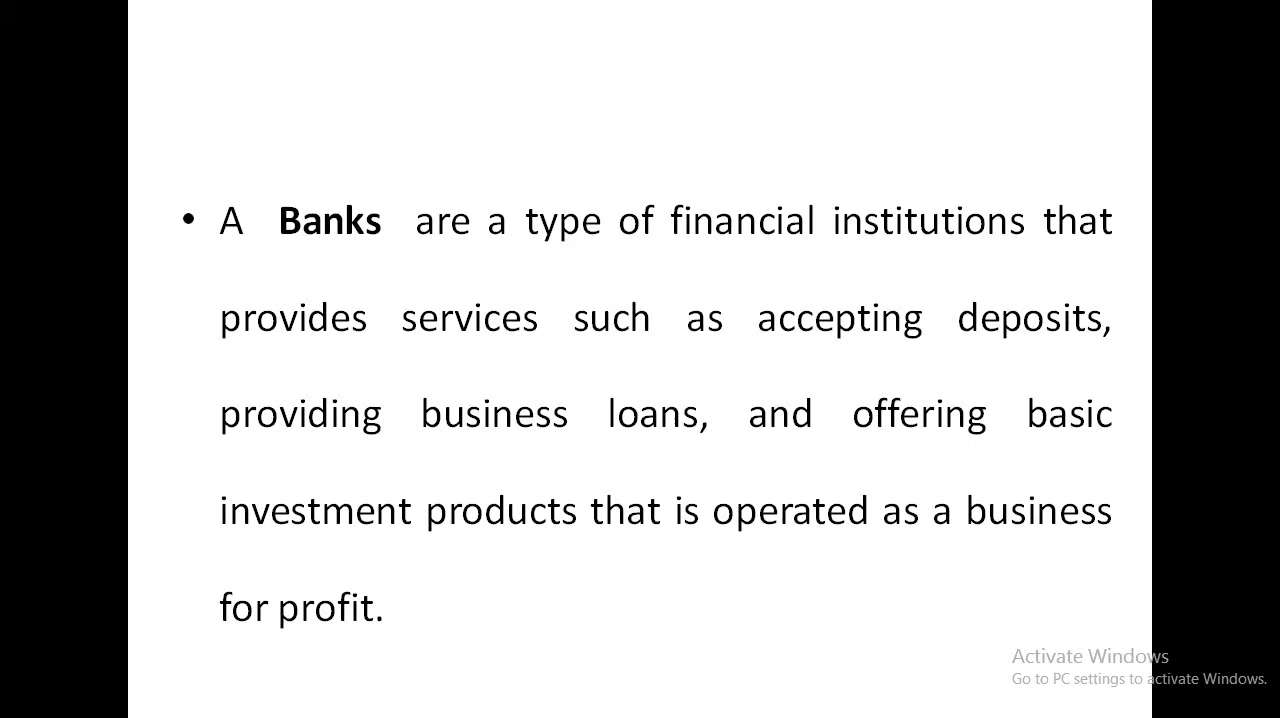 • A Banks are a type of financial institutions that
provides services such as accepting deposits,
providing business loans, and offering basic
investment products that is operated as a business
for profit.
Activate Windows
Go to PC settings to activate Windows.